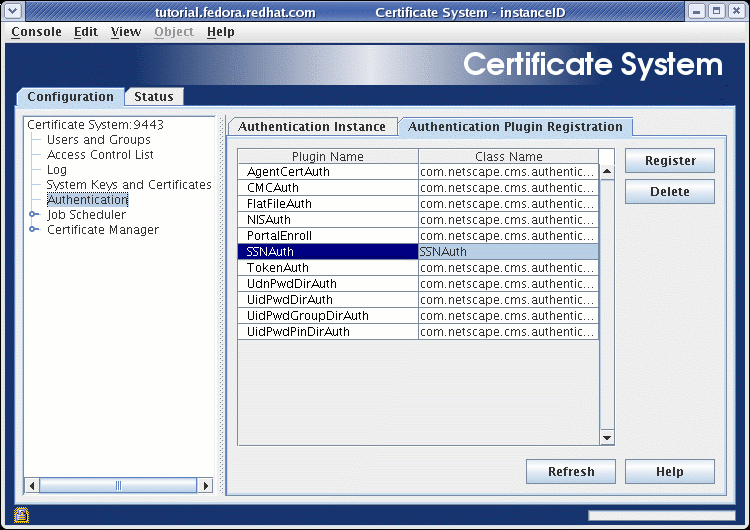 tutorial.fedora.redhat.com Certificate System - instanceID
Console Edit View Object Help
Certificate System
Configuration Status
Certificate System:9443
Users and Groups
Access Control List
Log
System Keys and Certificates
Authentication
Job Scheduler
Certificate Manager
Authentication Instance Authentication Plugin Registration
Plugin Name Class Name
AgentCertAuth com.netscape.cms.authentic...
CMCAuth com.netscape.cms.authentic...
FlatFileAuth com.netscape.cms.authentic...
NISAuth com.netscape.cms.authentic...
PortalEnroll com.netscape.cms.authentic...
SSNAuth SSNAuth
TokenAuth com.netscape.cms.authentic...
UdnPwdDirAuth com.netscape.cms.authentic...
UidPwdDirAuth com.netscape.cms.authentic...
UidPwdGroupDirAuth com.netscape.cms.authentic...
UidPwdPinDirAuth com.netscape.cms.authentic...
Register
Delete
Refresh Help